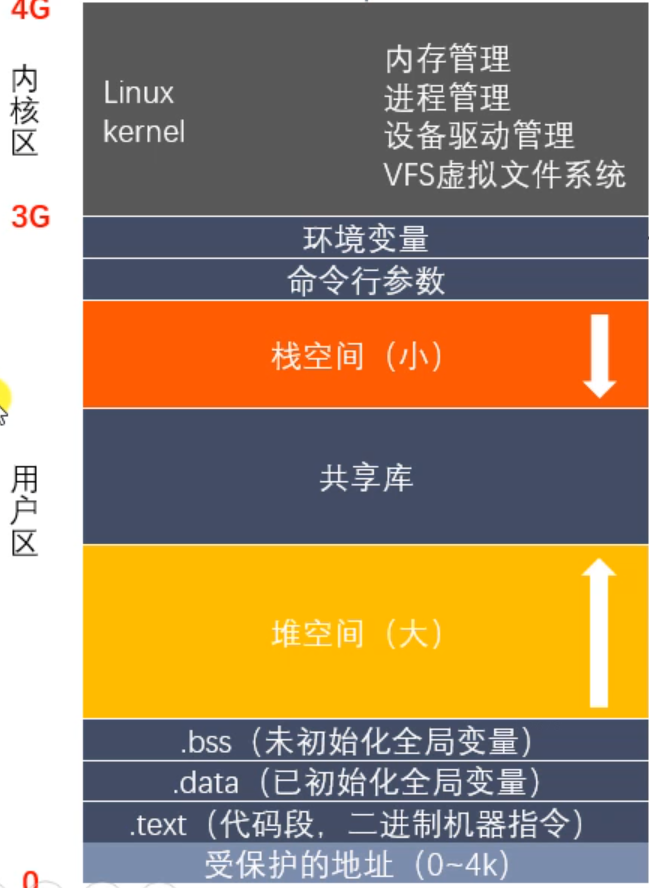 4G
内核区
Linux
kernel
内存管理
进程管理
设备驱动管理
VFS虚拟文件系统
3G
环境变量
命令行参数
栈空间（小）
共享库
用户区
堆空间（大）
.bss（未初始化全局变量）
.data（已初始化全局变量）
.text（代码段，二进制机器指令）
受保护的地址（0~4k）
0